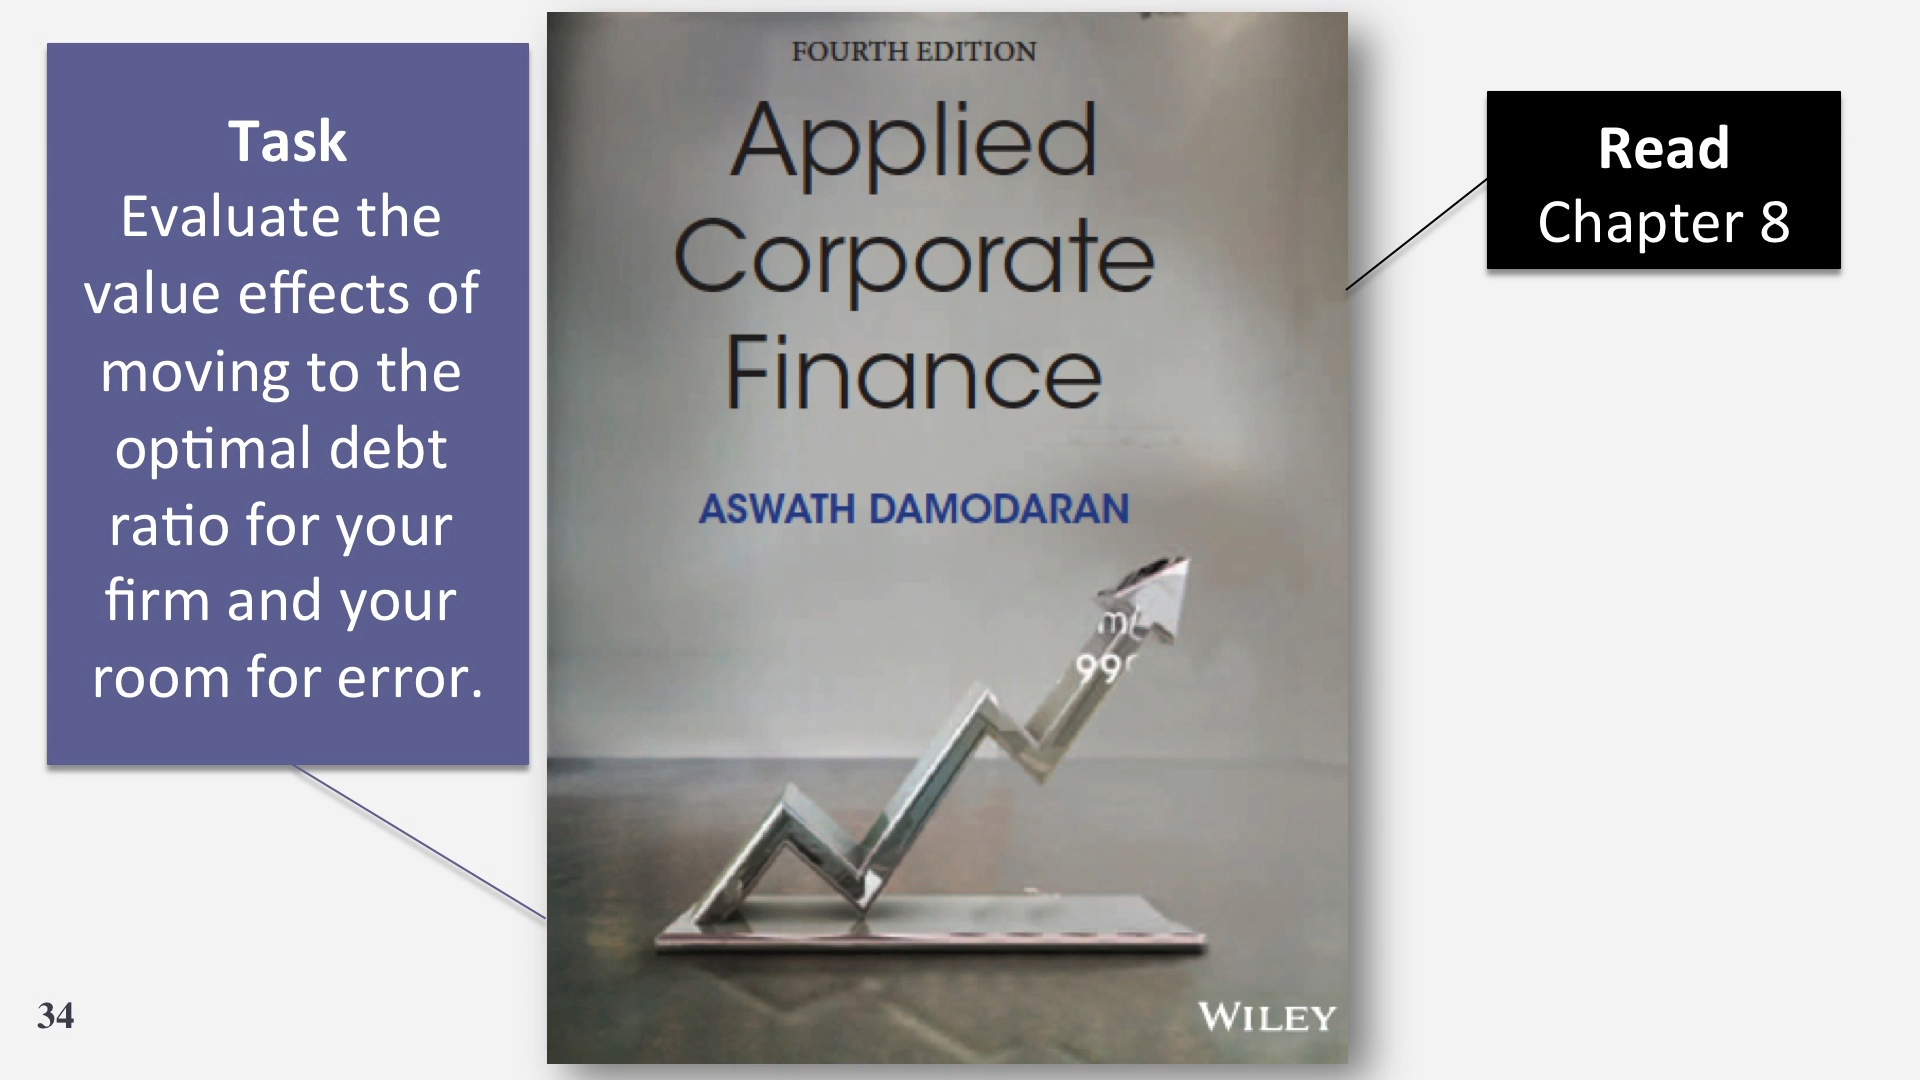 Task
Evaluate the
value effects of
moving to the
optimal debt
ratio for your
firm and your
room for error.
FOURTH EDITION
Applied
Corporate
Finance
ASWATH DAMODARAN
WILEY
Read
Chapter 8
34